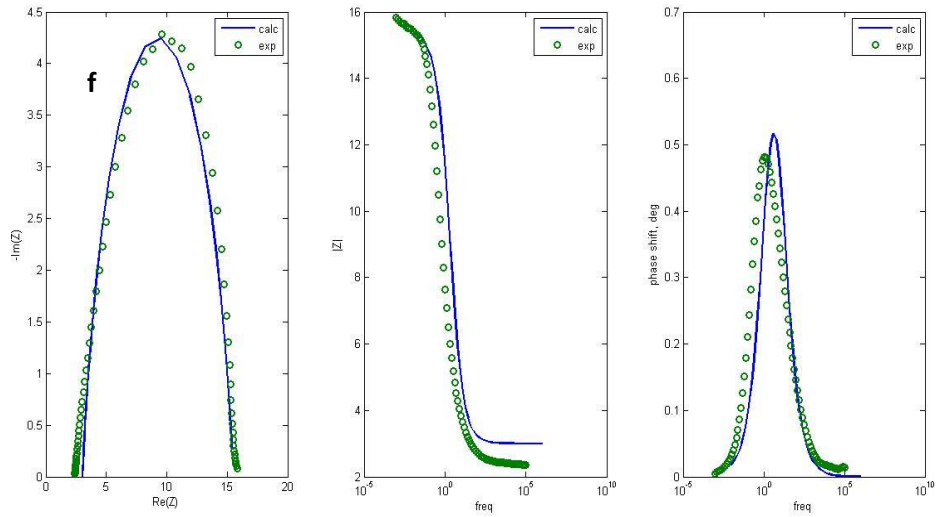 4.5
4
3.5
3
2.5
2
1.5
1
0.5
0
0 5 10 15 20
Re(Z)
-Im(Z)
f
calc
exp
16
14
12
10
8
6
4
2
10^-5 10^0 10^5 10^10
freq
|Z|
calc
exp
0.7
0.6
0.5
0.4
0.3
0.2
0.1
0
10^-5 10^0 10^5 10^10
freq
phase shift, deg
calc
exp